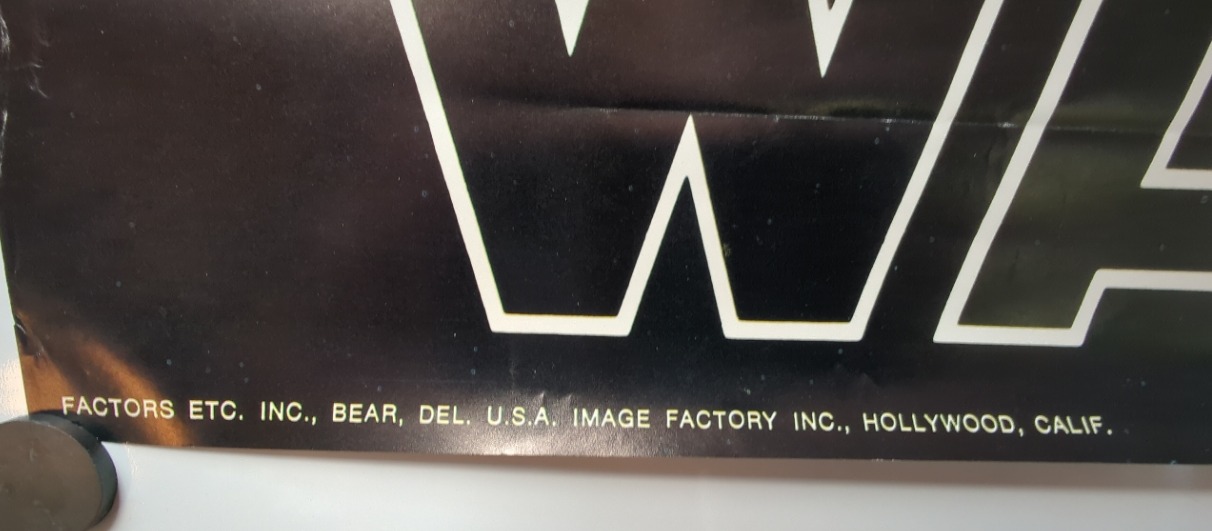 WA
FACTORS ETC. INC., BEAR, DEL. U.S.A. IMAGE FACTORY INC., HOLLYWOOD, CALIF.